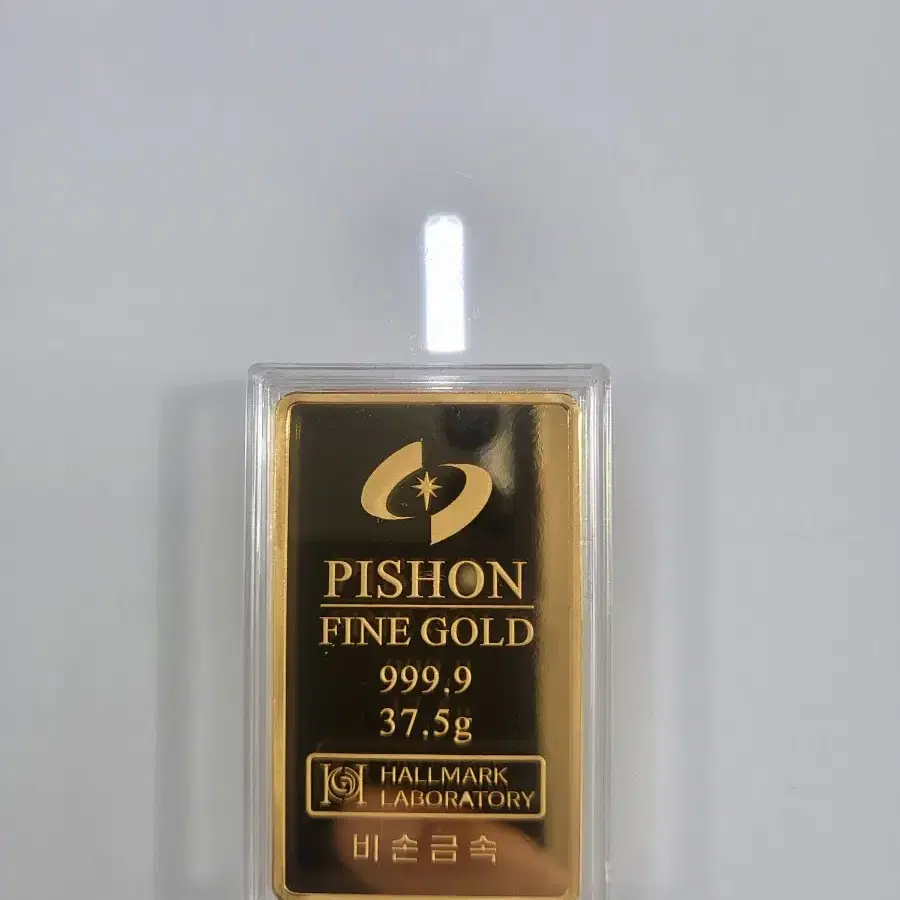 PISHON
FINE GOLD
999.9
37.5g
HALLMARK
LABORATORY
비손금속